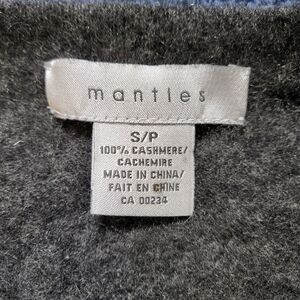 mantles
S/P
100% CASHMERE/
CACHEMIRE
MADE IN CHINA/
FAIT EN CHINE
CA 00234